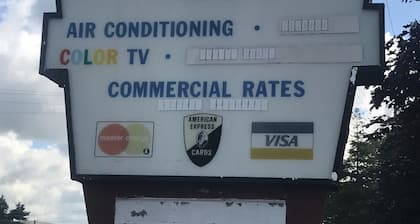 AIR CONDITIONING •
COLOR TV •
COMMERCIAL RATES
master charge
AMERICAN
EXPRESS
CARDS
VISA